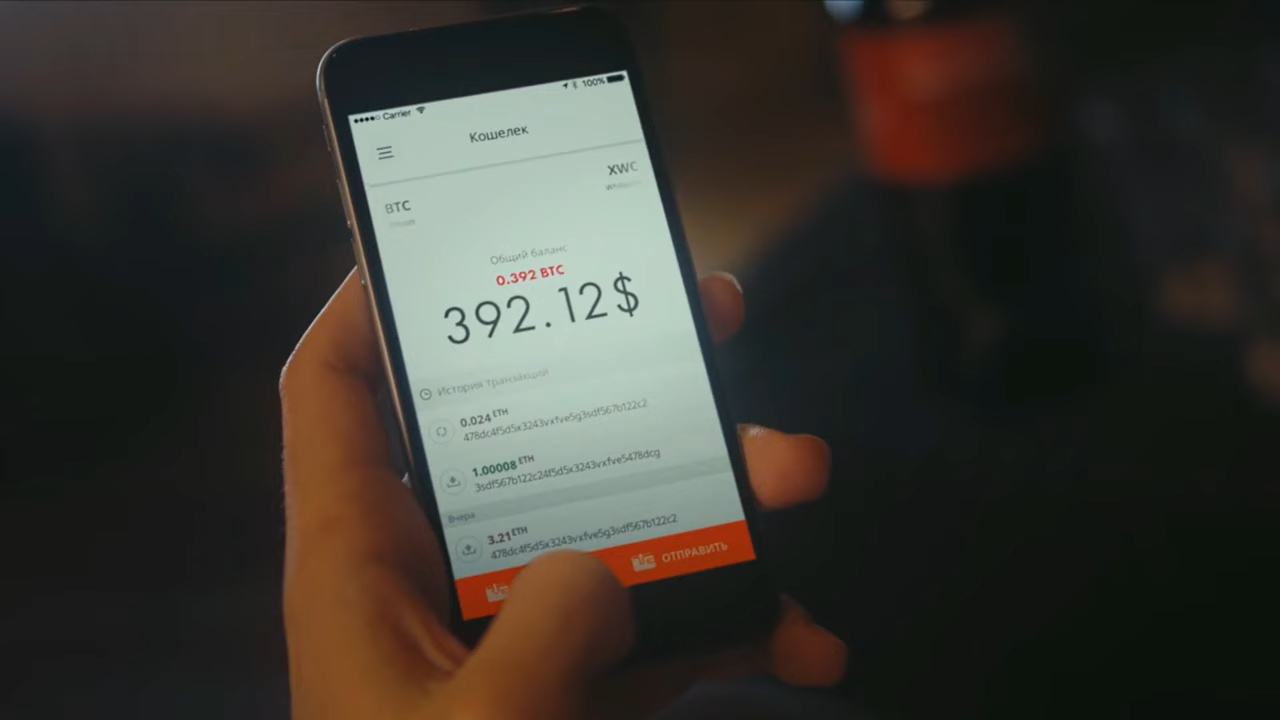 Carrier 100%
Кошелек
XWC
BTC
Общий баланс
0.392 BTC
392.12$
История транзакций
0.024 ETH
478dc4f5d5x3243vxfve5g3sdf567b122c2
1.00008 ETH
3sdf567b122c24f5d5x3243vxfve5478dcg
Вчера
3.21 ETH
478dc4f5d5x3243vxfve5g3sdf567b122c2
ОТПРАВИТЬ